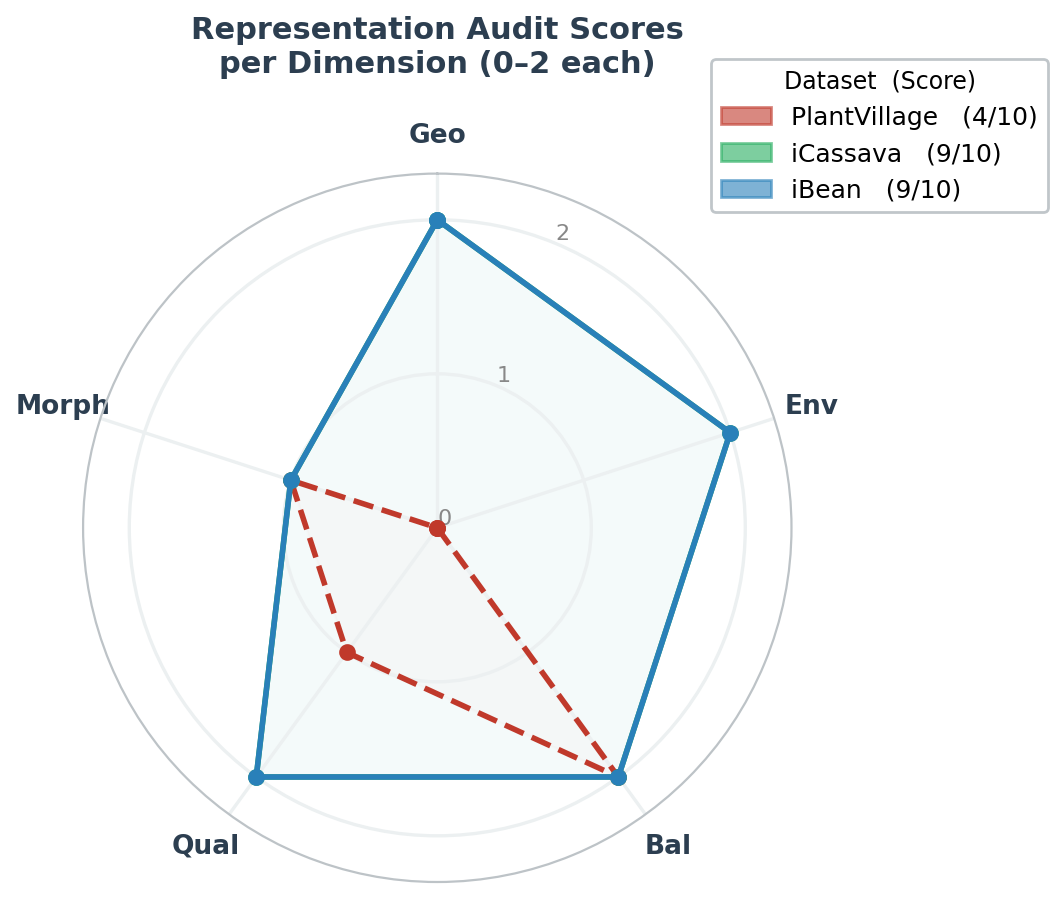 Representation Audit Scores
per Dimension (0–2 each)
Dataset  (Score)
PlantVillage   (4/10)
iCassava   (9/10)
iBean   (9/10)
Geo
2
1
Morph
Env
0
Qual
Bal